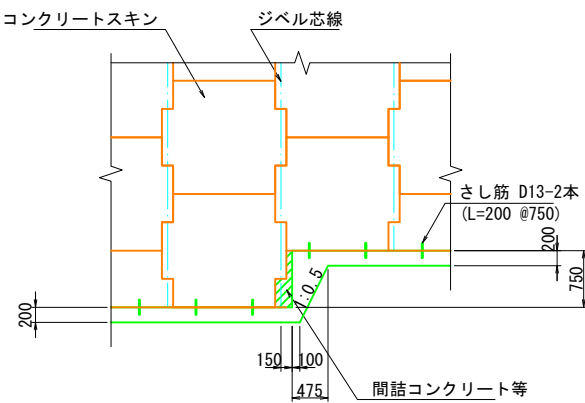 コンクリートスキン
ジベル芯線
さし筋 D13-2本
(L=200 @750)
200
750
1:0.5
200
150
100
475
間詰コンクリート等